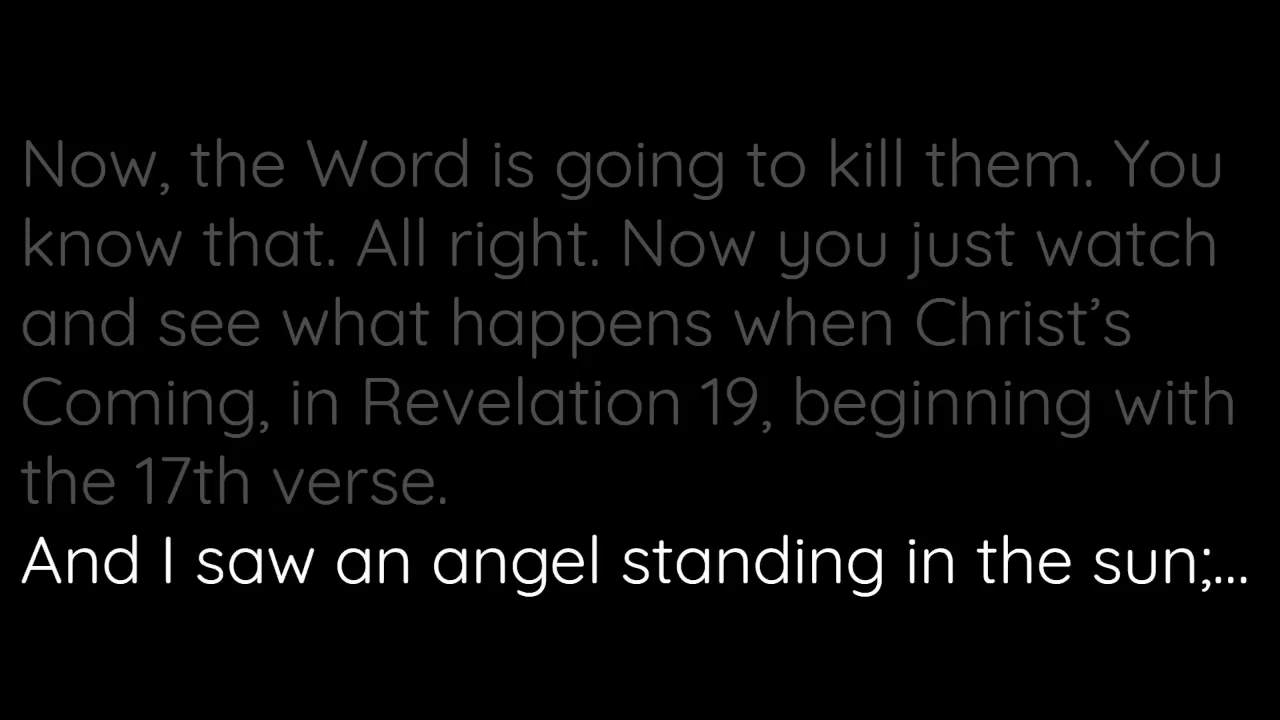 Now, the Word is going to kill them. You
know that. All right. Now you just watch
and see what happens when Christ’s
Coming, in Revelation 19, beginning with
the 17th verse.
And I saw an angel standing in the sun;...